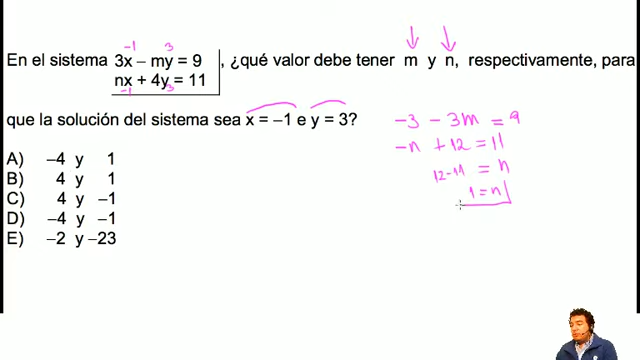 -1 3
En el sistema 3x – my = 9 , ¿qué valor debe tener m y n, respectivamente, para
nx + 4y = 11
-1 3
que la solución del sistema sea x = –1 e y = 3?
A) –4 y 1
B) 4 y 1
C) 4 y –1
D) –4 y –1
E) –2 y –23
-3 - 3m = 9
-n + 12 = 11
12-11 = n
1 = n